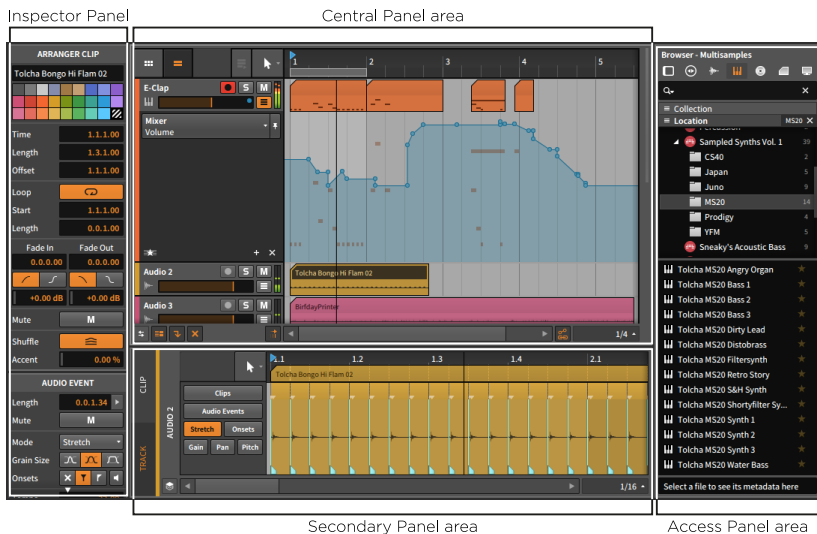 Inspector Panel
Central Panel area
ARRANGER CLIP
Tolcha Bongo Hi Flam 02
Time 1.1.1.00
Length 1.3.1.00
Offset 1.1.1.00
Loop
Start 1.1.1.00
Length 0.0.1.00
Fade In Fade Out
0.0.0.00 0.0.0.00
+0.00 dB +0.00 dB
Mute M
Shuffle
Accent 0.00 %
AUDIO EVENT
Length 0.0.1.34
Mute M
Mode Stretch
Grain Size
Onsets
1 2 3 4 5
E-Clap S M
Mixer
Volume
Audio 2 S M
Tolcha Bongo Hi Flam 02
Audio 3 S M
BirfdayPrinter
1/4
CLIP
TRACK
AUDIO 2
1.1 1.2 1.3 1.4 2.1
Tolcha Bongo Hi Flam 02
Clips
Audio Events
Stretch Onsets
Gain Pan Pitch
1/16
Browser - Multisamples
Collection
Location MS20
Sampled Synths Vol. 1 39
CS40 2
Japan 5
Juno 9
MS20 14
Prodigy 4
YFM 5
Sneaky's Acoustic Bass 9
Tolcha MS20 Angry Organ
Tolcha MS20 Bass 1
Tolcha MS20 Bass 2
Tolcha MS20 Bass 3
Tolcha MS20 Dirty Lead
Tolcha MS20 Distobrass
Tolcha MS20 Filtersynth
Tolcha MS20 Retro Story
Tolcha MS20 S&H Synth
Tolcha MS20 Shortyfilter Sy...
Tolcha MS20 Synth 1
Tolcha MS20 Synth 2
Tolcha MS20 Synth 3
Tolcha MS20 Water Bass
Select a file to see its metadata here
Secondary Panel area
Access Panel area